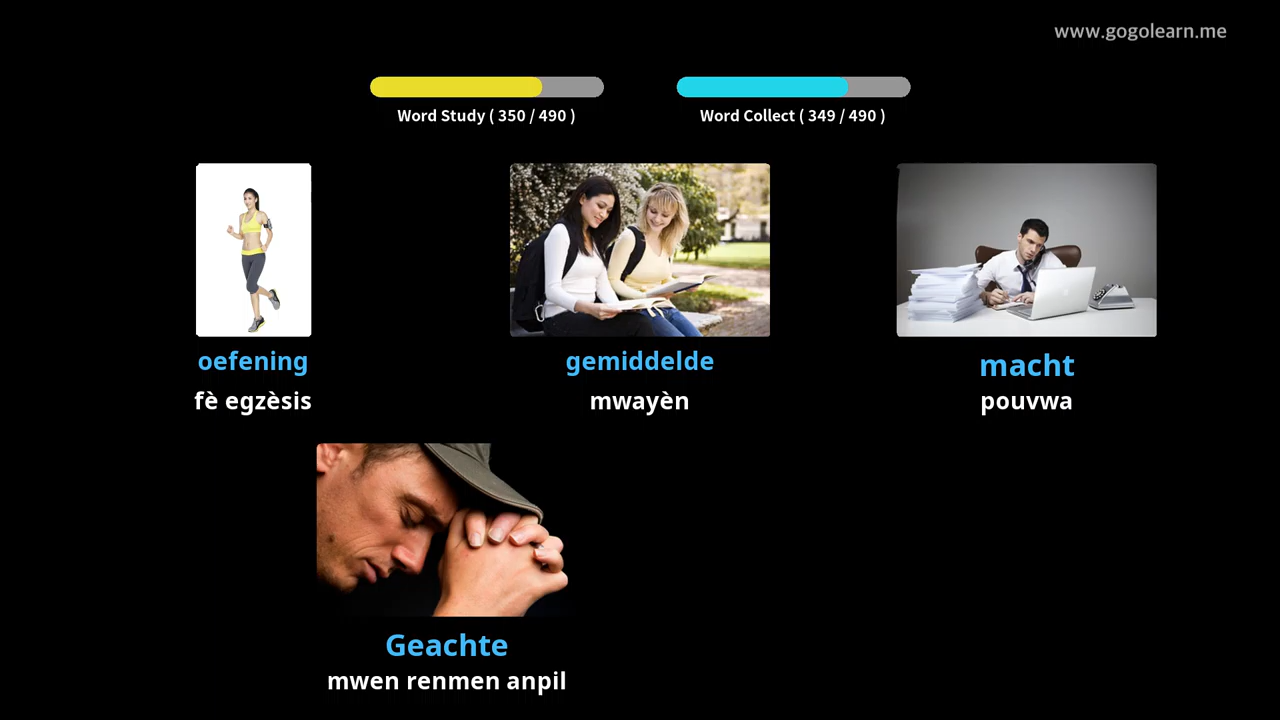 www.gogolearn.me
Word Study ( 350 / 490 )
Word Collect ( 349 / 490 )
oefening
fè egzèsis
gemiddelde
mwayèn
macht
pouvwa
Geachte
mwen renmen anpil